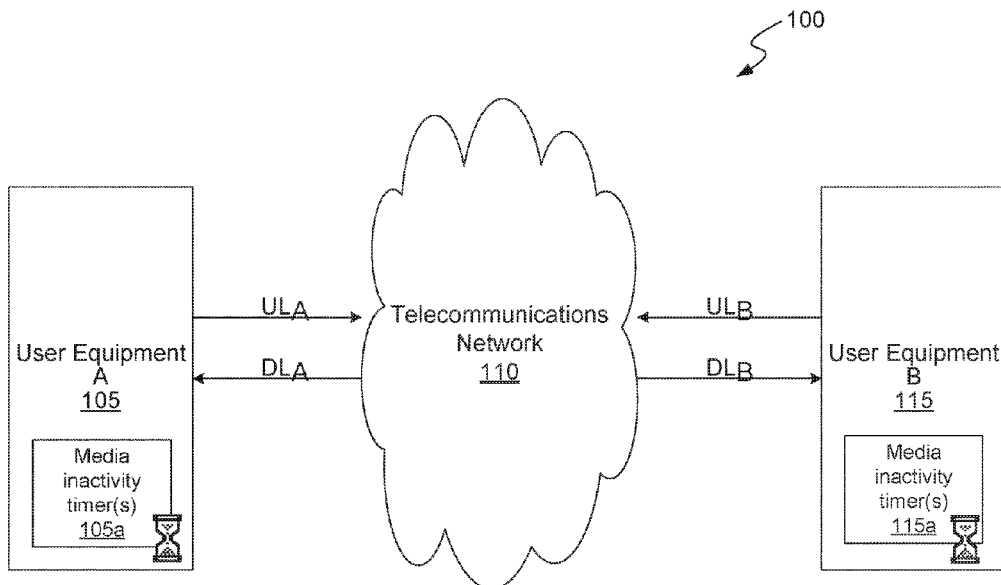 100
ULA
DLA
Telecommunications
Network
110
ULB
DLB
User Equipment
A
105
Media
inactivity
timer(s)
105a
User Equipment
B
115
Media
inactivity
timer(s)
115a